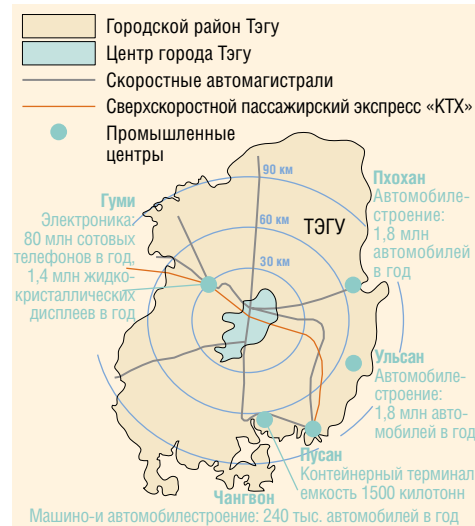 Городской район Тэгу
Центр города Тэгу
Скоростные автомагистрали
Сверхскоростной пассажирский экспресс «КТХ»
Промышленные
центры
90 км
60 км
30 км
ТЭГУ
Гуми
Электроника:
80 млн сотовых
телефонов в год,
1,4 млн жидко-
кристаллических
дисплеев в год
Пхохан
Автомобиле-
строение:
1,8 млн
автомобилей
в год
Ульсан
Автомобиле-
строение:
1,8 млн авто-
мобилей в год
Пусан
Контейнерный терминал
емкость 1500 килотонн
Чангвон
Машино-и автомобилестроение: 240 тыс. автомобилей в год